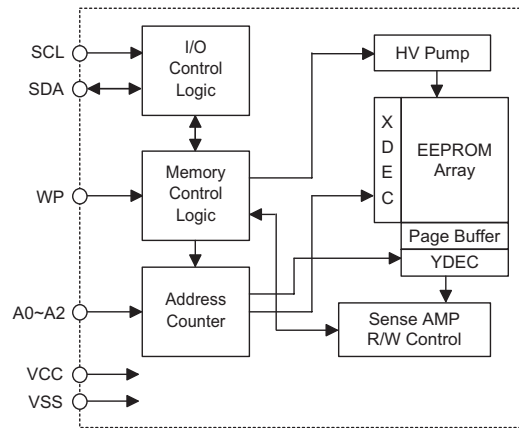 SCL
SDA
WP
A0~A2
VCC
VSS
I/O
Control
Logic
Memory
Control
Logic
Address
Counter
HV Pump
X
D
E
C
EEPROM
Array
Page Buffer
YDEC
Sense AMP
R/W Control